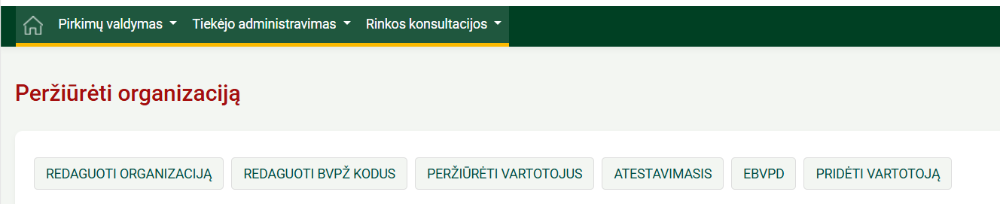 Pirkimų valdymas Tiekėjo administravimas Rinkos konsultacijos
Peržiūrėti organizaciją
REDAGUOTI ORGANIZACIJĄ REDAGUOTI BVPŽ KODUS PERŽIŪRĖTI VARTOTOJUS ATESTAVIMASIS EBVPD PRIDĖTI VARTOTOJĄ